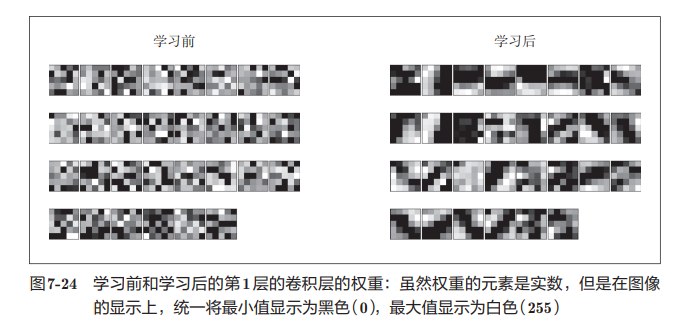 学习前
学习后
图7-24 学习前和学习后的第1层的卷积层的权重：虽然权重的元素是实数，但是在图像
的显示上，统一将最小值显示为黑色（0），最大值显示为白色（255）